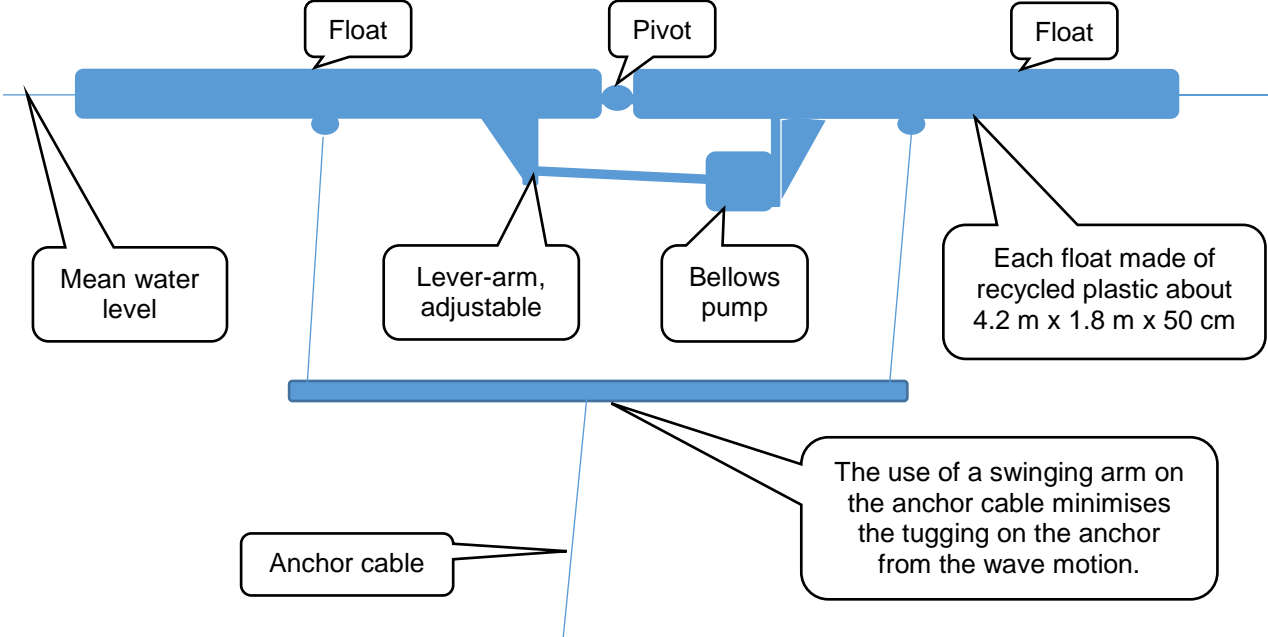 Float
Pivot
Float
Mean water
level
Lever-arm,
adjustable
Bellows
pump
Each float made of
recycled plastic about
4.2 m x 1.8 m x 50 cm
The use of a swinging arm on
the anchor cable minimises
the tugging on the anchor
from the wave motion.
Anchor cable